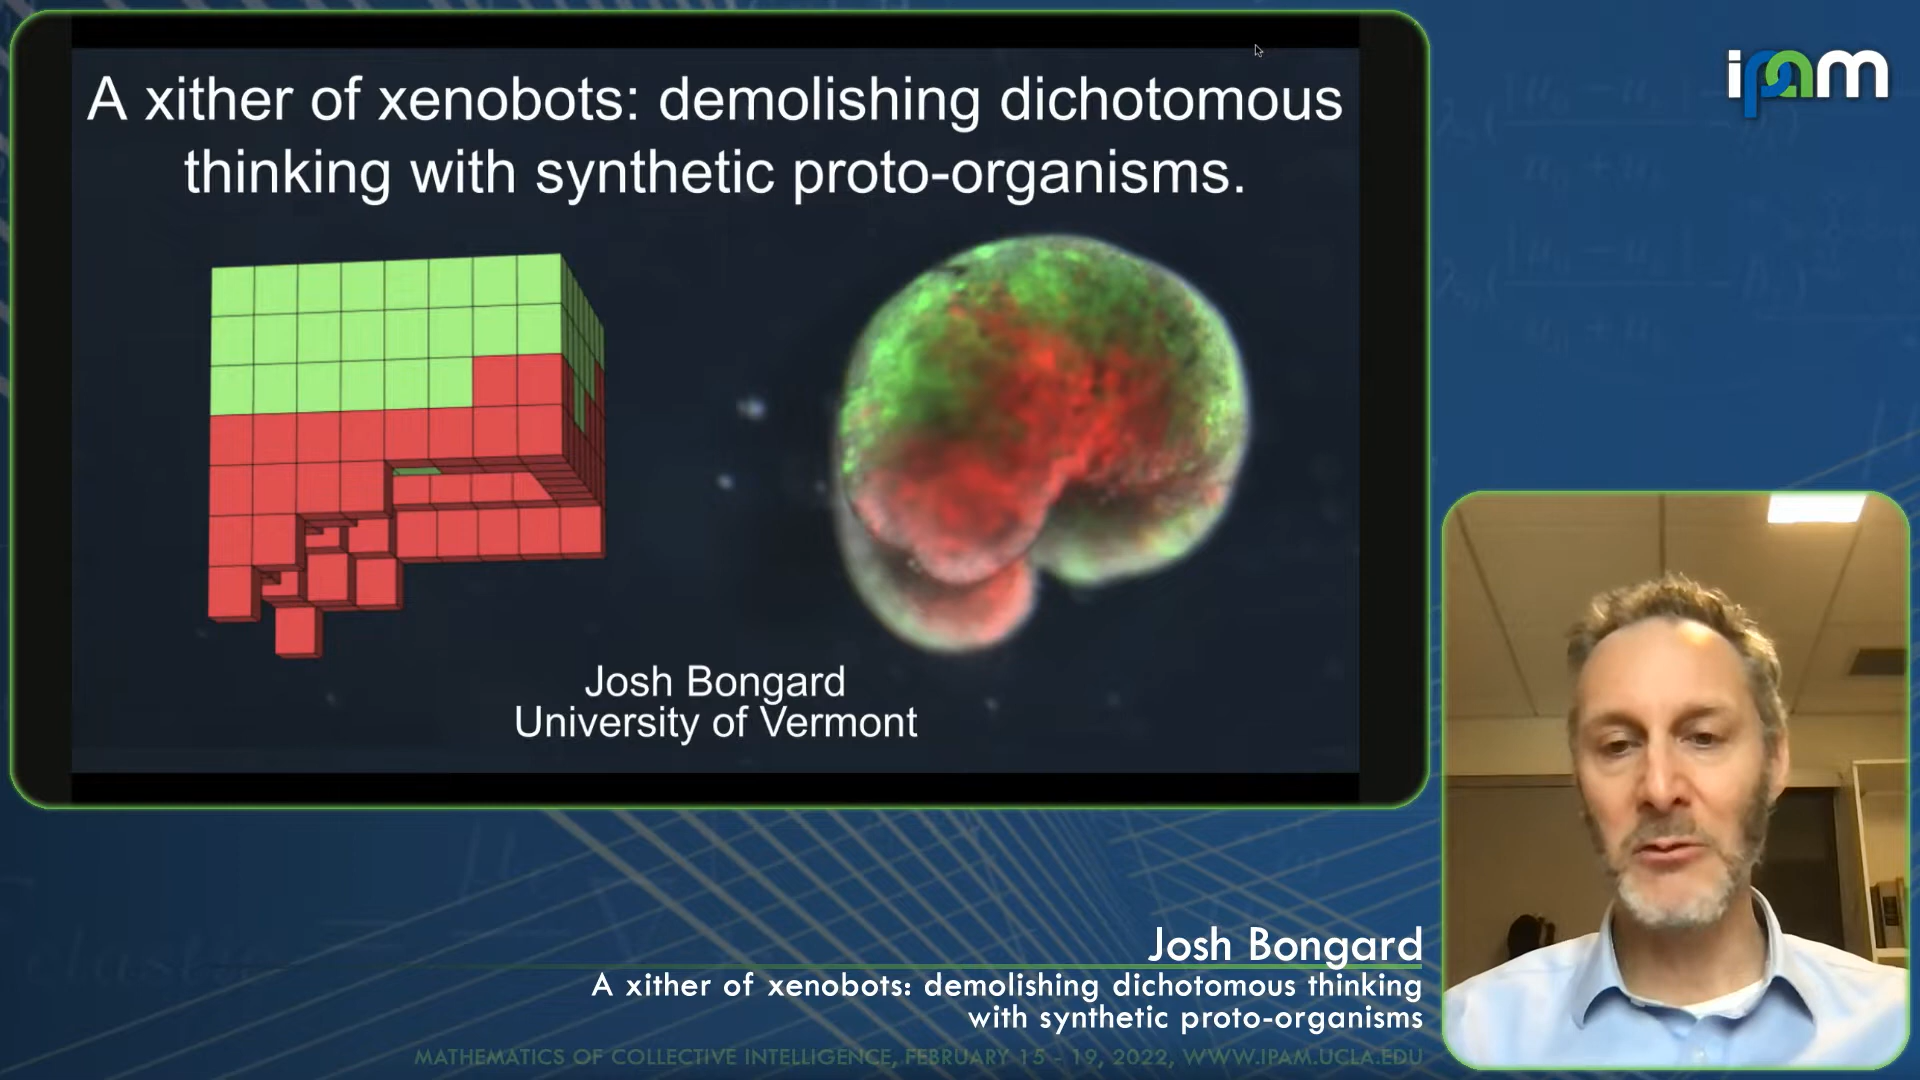 A xither of xenobots: demolishing dichotomous
thinking with synthetic proto-organisms.
Josh Bongard
University of Vermont
ipam
Josh Bongard
A xither of xenobots: demolishing dichotomous thinking
with synthetic proto-organisms
MATHEMATICS OF COLLECTIVE INTELLIGENCE, FEBRUARY 15 - 19, 2022, WWW.IPAM.UCLA.EDU